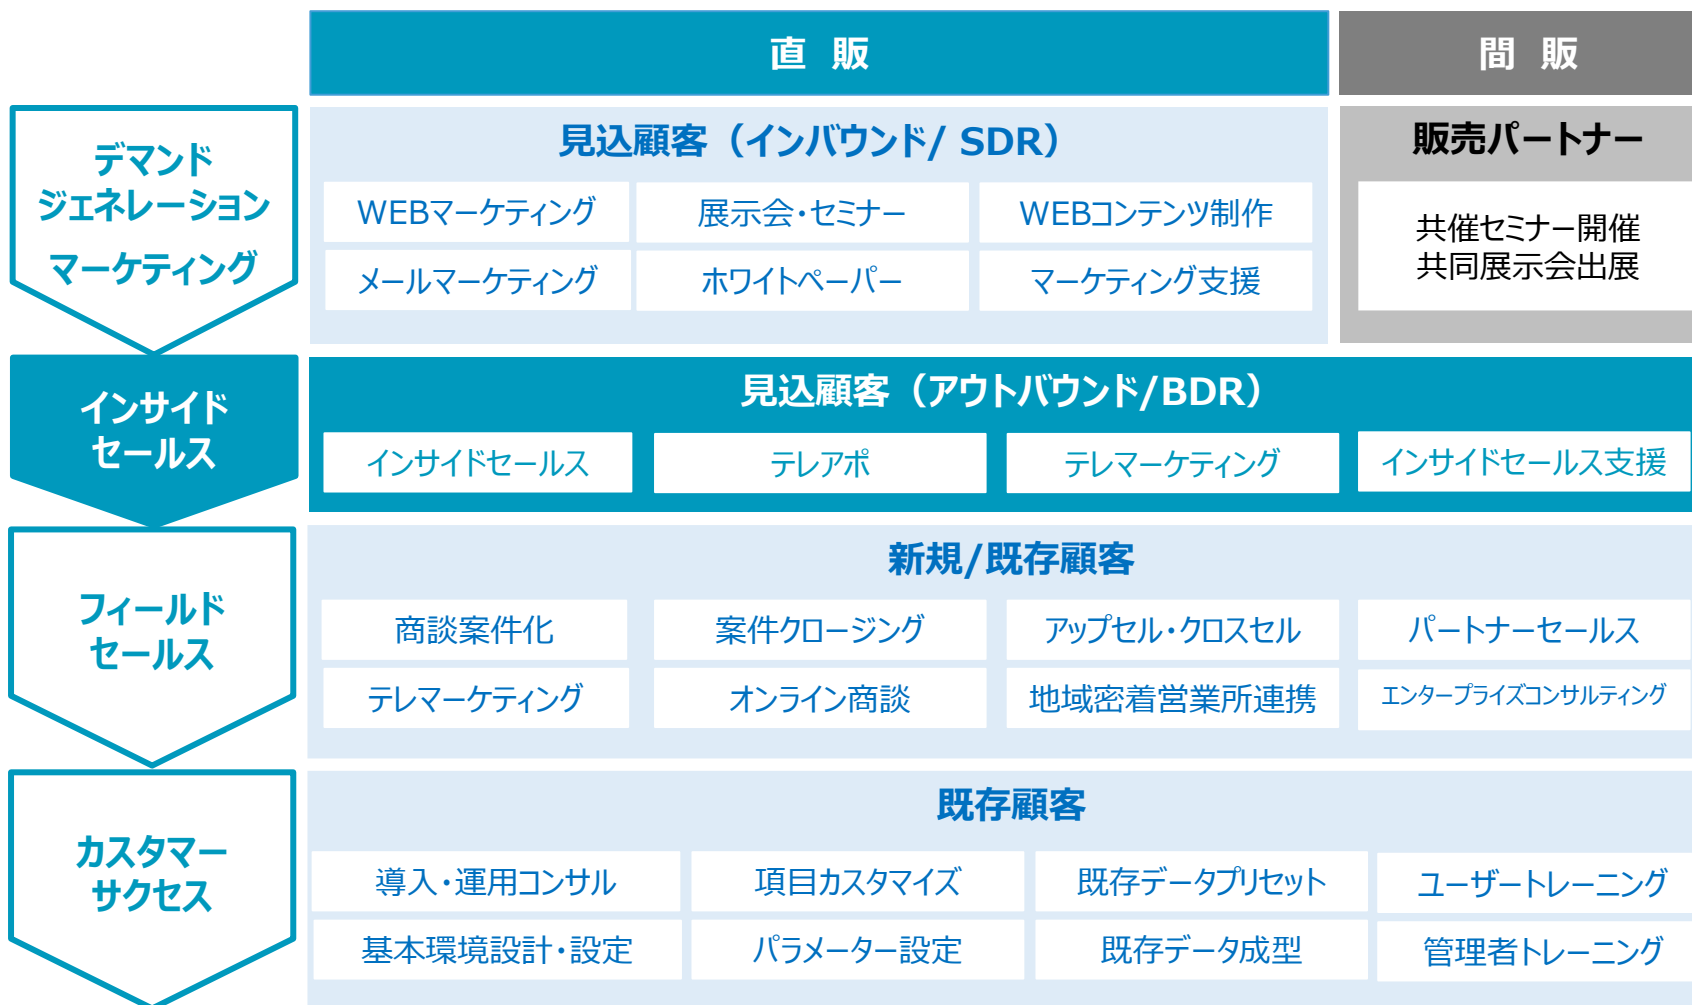 直 販
間 販
デマンド
ジェネレーション
マーケティング
見込顧客（インバウンド/ SDR）
WEBマーケティング
展示会・セミナー
WEBコンテンツ制作
メールマーケティング
ホワイトペーパー
マーケティング支援
販売パートナー
共催セミナー開催
共同展示会出展
インサイド
セールス
見込顧客（アウトバウンド/BDR）
インサイドセールス
テレアポ
テレマーケティング
インサイドセールス支援
フィールド
セールス
新規/既存顧客
商談案件化
案件クロージング
アップセル・クロスセル
パートナーセールス
テレマーケティング
オンライン商談
地域密着営業所連携
エンタープライズコンサルティング
カスタマー
サクセス
既存顧客
導入・運用コンサル
項目カスタマイズ
既存データプリセット
ユーザートレーニング
基本環境設計・設定
パラメーター設定
既存データ成型
管理者トレーニング